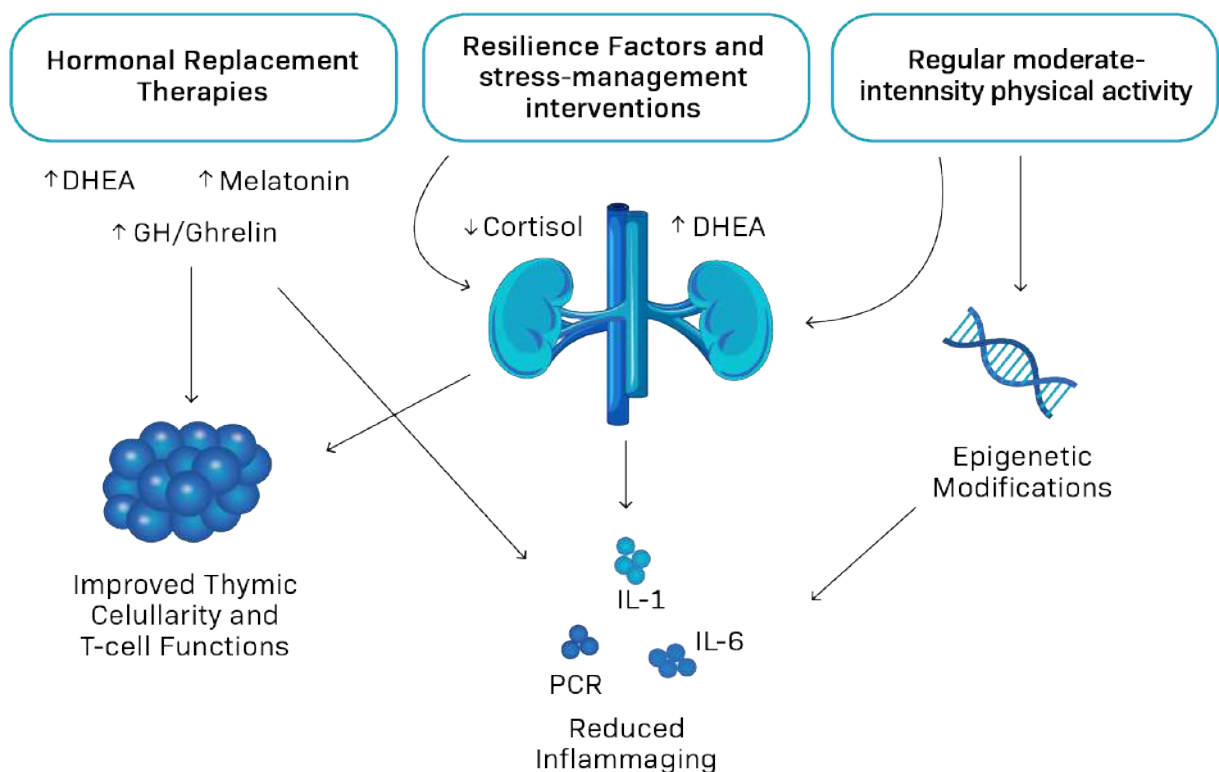 Hormonal Replacement
Therapies
Resilience Factors and
stress-management
interventions
Regular moderate-
intennsity physical activity
↑DHEA
↑ Melatonin
↑ GH/Ghrelin
↓ Cortisol
↑ DHEA
Improved Thymic
Celullarity and
T-cell Functions
Epigenetic
Modifications
IL-1
IL-6
PCR
Reduced
Inflammaging